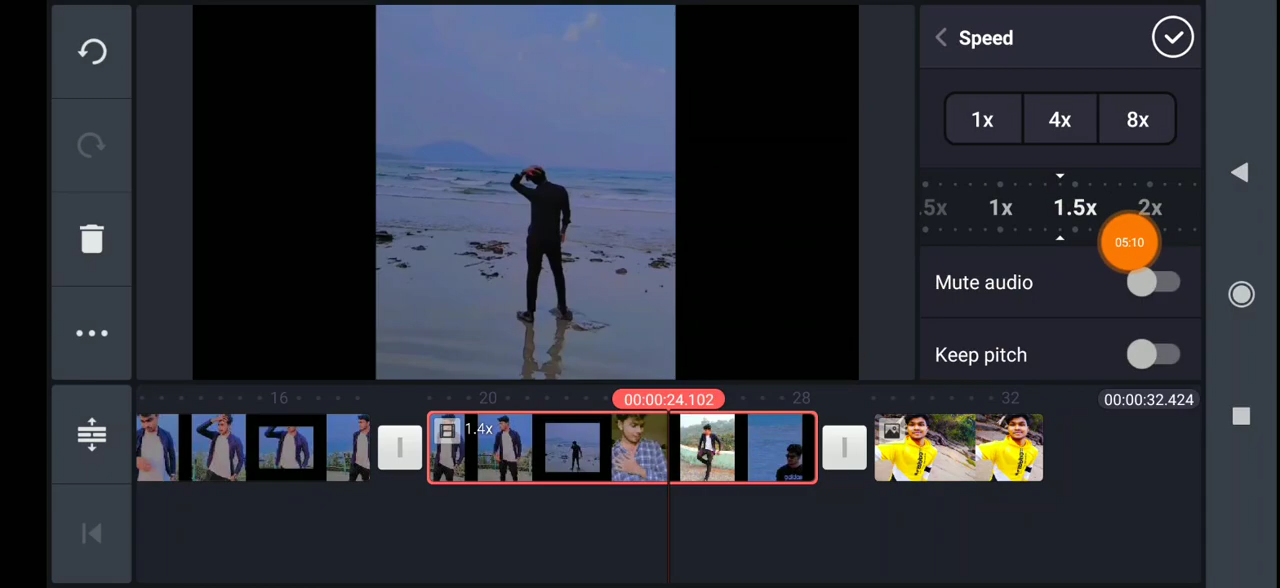 Speed
1x 4x 8x
.5x 1x 1.5x 2x
05:10
Mute audio
Keep pitch
16 20 00:00:24.102 28 32 00:00:32.424
1.4x
adidas